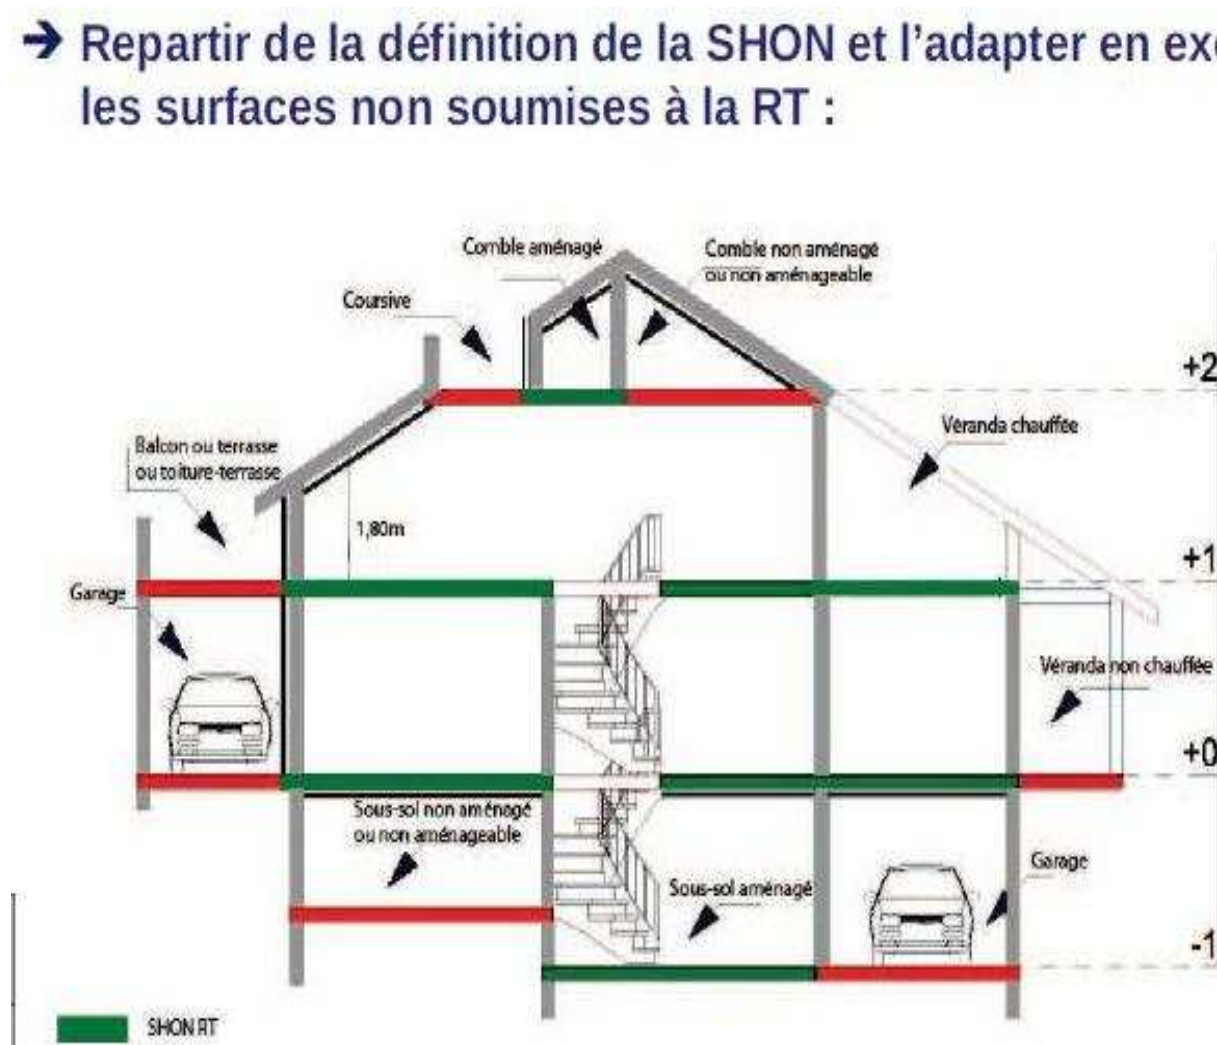 → Repartir de la définition de la SHON et l'adapter en ex
les surfaces non soumises à la RT :
Comble aménagé
Comble non aménagé
ou non aménageable
Coursive
+2
Véranda chauffée
Balcon ou terrasse
ou toiture-terrasse
1,80m
+1
Garage
Véranda non chauffée
+0
Sous-sol non aménagé
ou non aménageable
Garage
Sous-sol aménagé
-1
SHON RT